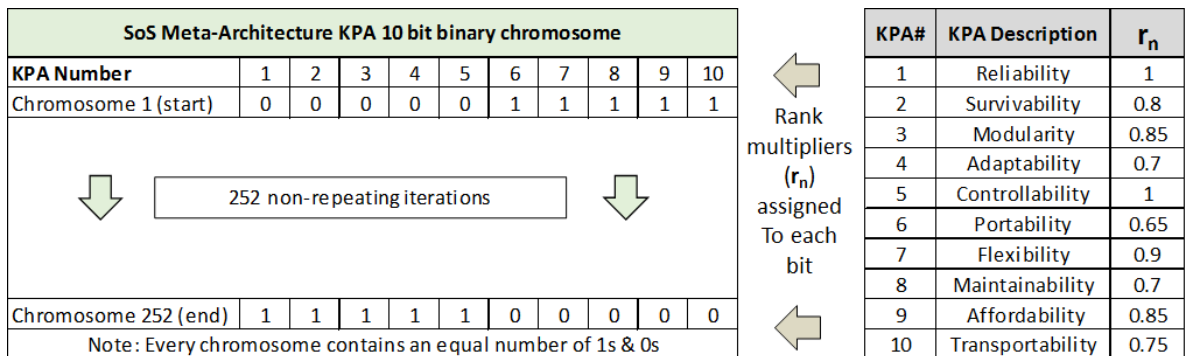 SoS Meta-Architecture KPA 10 bit binary chromosome
KPA Number 1 2 3 4 5 6 7 8 9 10
Chromosome 1 (start) 0 0 0 0 0 1 1 1 1 1
252 non-repeating iterations
Chromosome 252 (end) 1 1 1 1 1 0 0 0 0 0
Note: Every chromosome contains an equal number of 1s & 0s
Rank
multipliers
(rn)
assigned
To each
bit
KPA# KPA Description rn
1 Reliability 1
2 Survivability 0.8
3 Modularity 0.85
4 Adaptability 0.7
5 Controllability 1
6 Portability 0.65
7 Flexibility 0.9
8 Maintainability 0.7
9 Affordability 0.85
10 Transportability 0.75